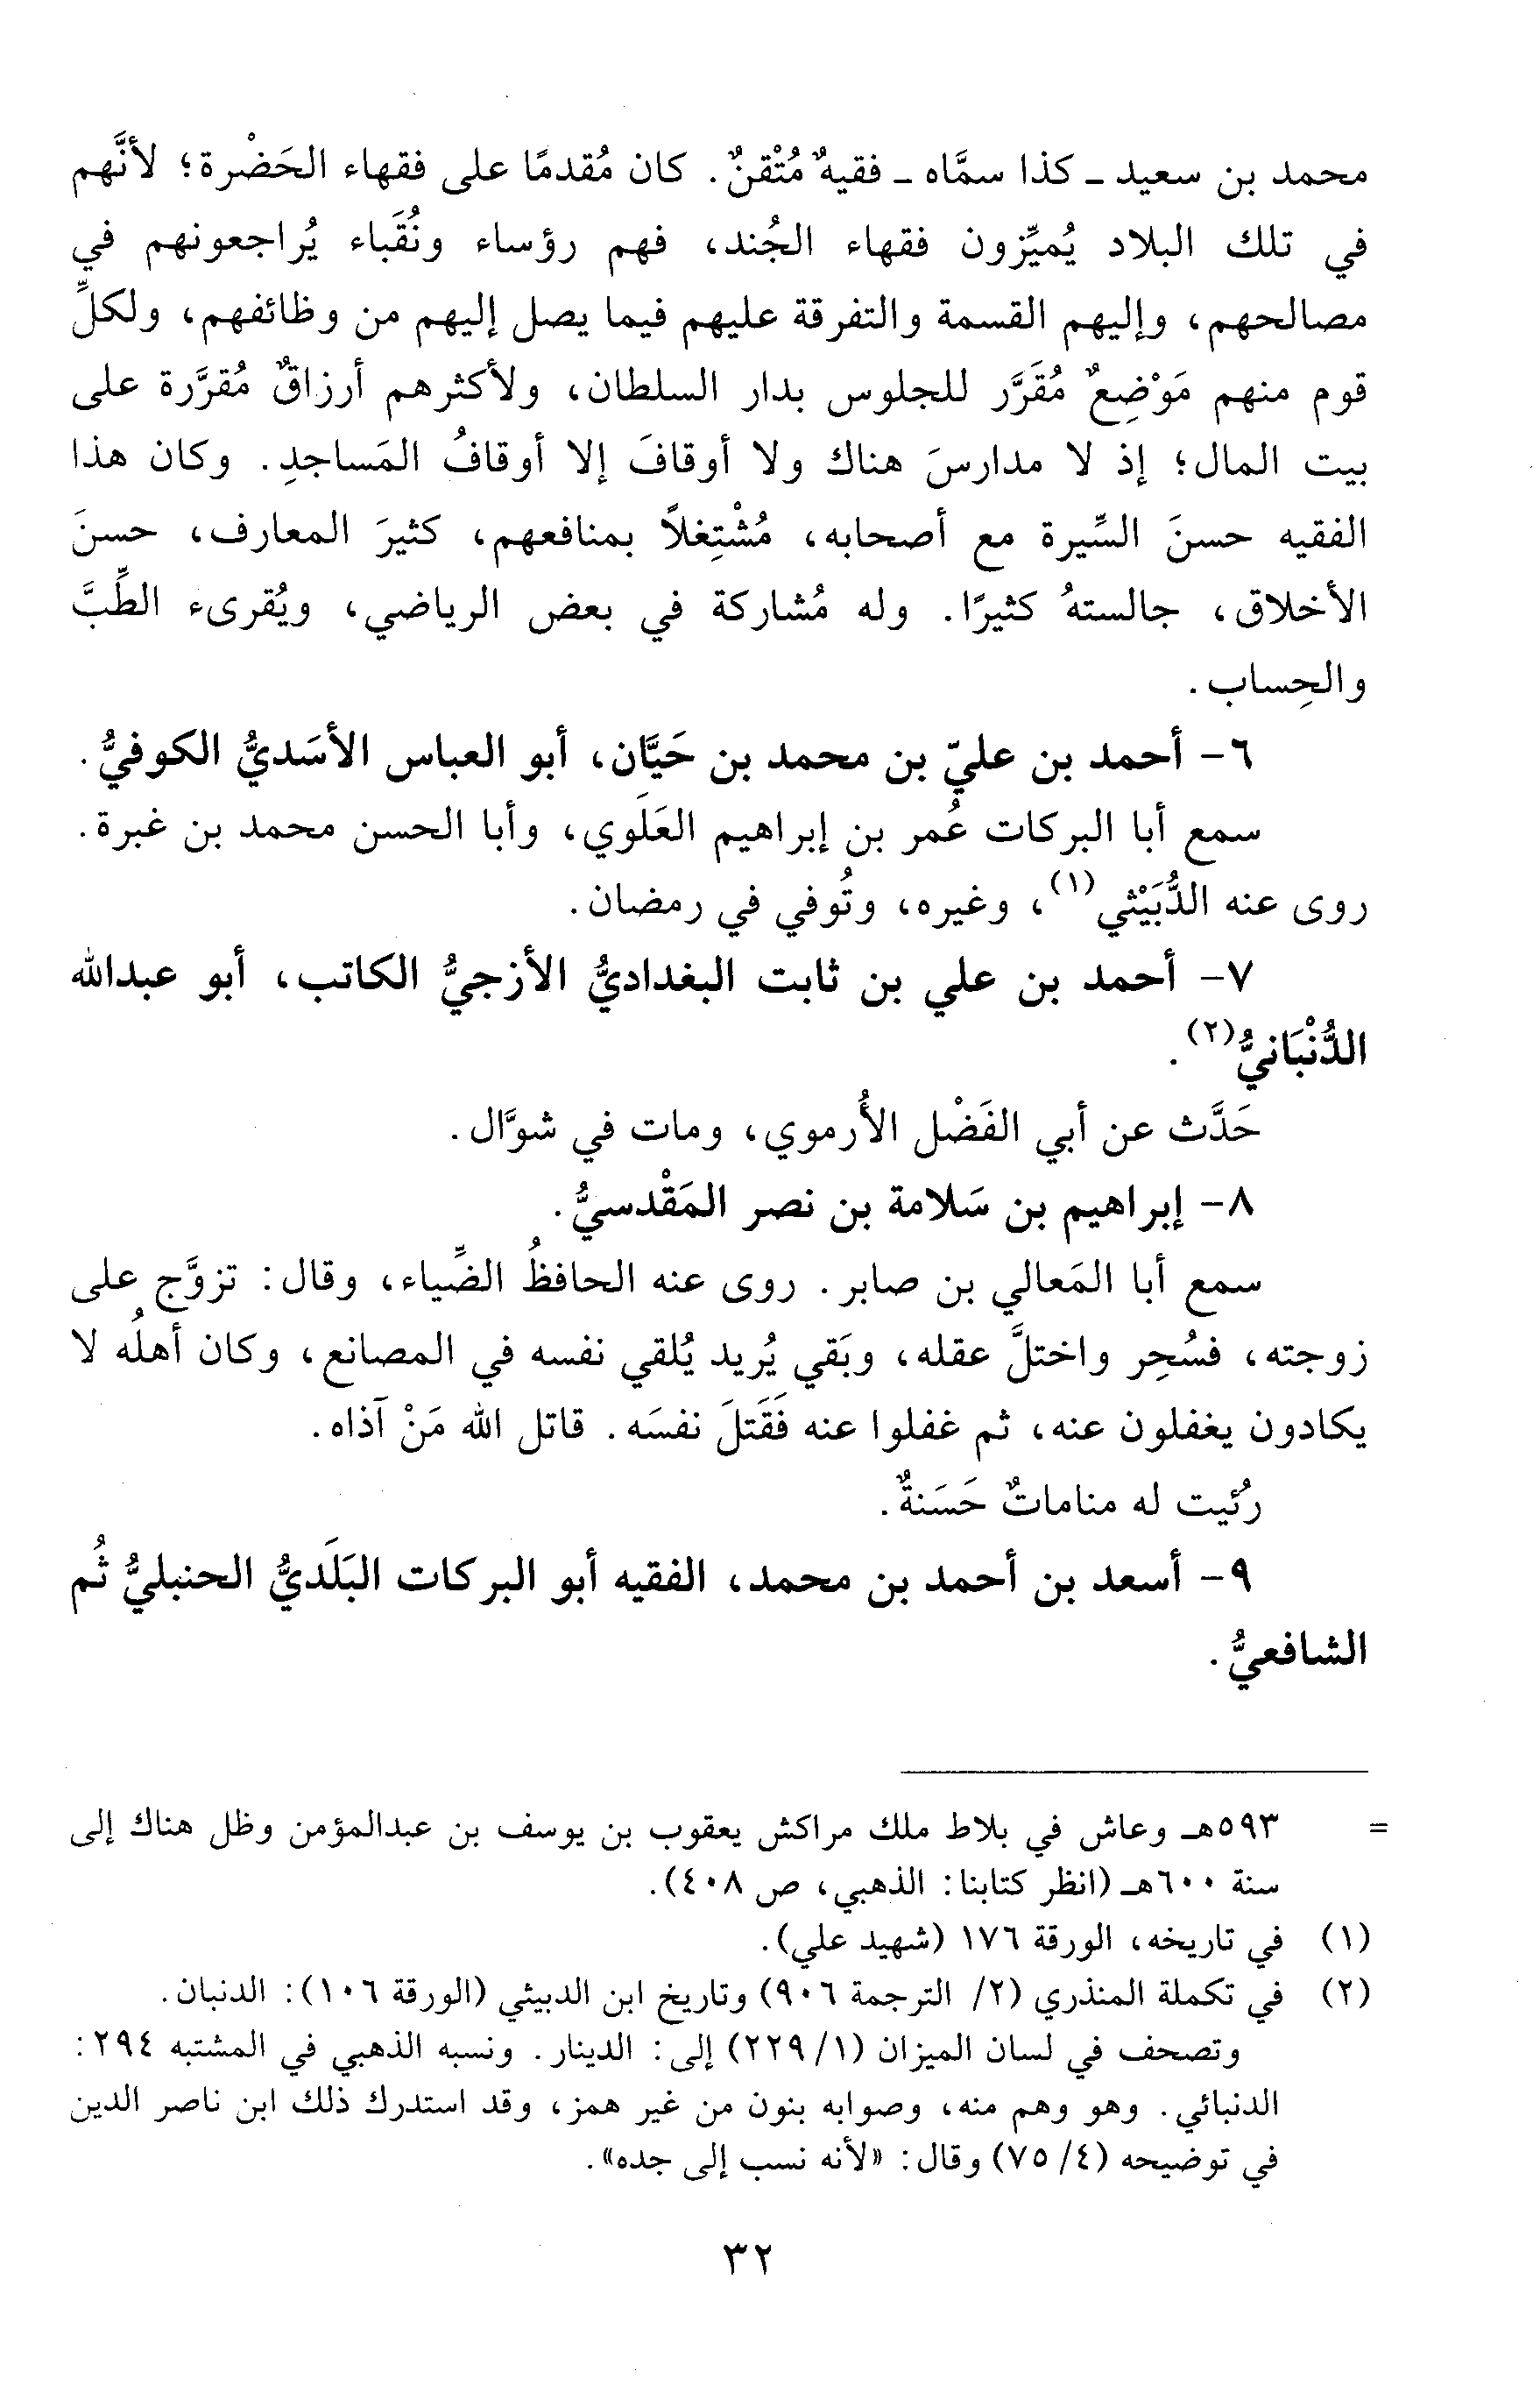 محمد بن سعيد ـ كذا سمَّاه ـ فقيهٌ مُتْقنٌ. كان مُقدمًا على فقهاء الحَضْرة؛ لأنَّهم
في تلك البلاد يُميِّزون فقهاء الجُند، فهم رؤساء ونُقَباء يُراجعونهم في
مصالحهم، وإليهم القسمة والتفرقة عليهم فيما يصل إليهم من وظائفهم، ولكلِّ
قوم منهم مَوْضِعٌ مُقَرَّر للجلوس بدار السلطان، ولأكثرهم أرزاقٌ مُقرَّرة على
بيت المال؛ إذ لا مدارسَ هناك ولا أوقافَ إلا أوقافُ المَساجدِ. وكان هذا
الفقيه حسنَ السِّيرة مع أصحابه، مُشْتِغلاً بمنافعهم، كثيرَ المعارف، حسنَ
الأخلاق، جالستهُ كثيرًا. وله مُشاركة في بعض الرياضي، ويُقرىء الطِّبَّ
والحِساب.
٦- أحمد بن عليّ بن محمد بن حَيَّان، أبو العباس الأسَديُّ الكوفيُّ.
سمع أبا البركات عُمر بن إبراهيم العَلَوي، وأبا الحسن محمد بن غبرة.
روى عنه الدُّبَيْثي(١)، وغيره، وتُوفي في رمضان.
٧- أحمد بن علي بن ثابت البغداديُّ الأزجيُّ الكاتب، أبو عبدالله
الدُّنْبَانيُّ(٢).
حَدَّث عن أبي الفَضْل الأُرموي، ومات في شوَّال.
٨- إبراهيم بن سَلامة بن نصر المَقْدسيُّ.
سمع أبا المَعالي بن صابر. روى عنه الحافظُ الضِّياء، وقال: تزوَّج على
زوجته، فسُحِر واختلَّ عقله، وبَقي يُريد يُلقي نفسه في المصانع، وكان أهلُه لا
يكادون يغفلون عنه، ثم غفلوا عنه فَقَتلَ نفسَه. قاتل الله مَنْ آذاه.
رُئيت له مناماتٌ حَسَنةٌ.
٩- أسعد بن أحمد بن محمد، الفقيه أبو البركات البَلَديُّ الحنبليُّ ثُم
الشافعيُّ.
= ٥٩٣هـ وعاش في بلاط ملك مراكش يعقوب بن يوسف بن عبدالمؤمن وظل هناك إلى
سنة ٦٠٠هـ (انظر كتابنا: الذهبي، ص ٤٠٨).
(١) في تاريخه، الورقة ١٧٦ (شهيد علي).
(٢) في تكملة المنذري (٢/ الترجمة ٩٠٦) وتاريخ ابن الدبيثي (الورقة ١٠٦): الدنبان.
وتصحف في لسان الميزان (١/ ٢٢٩) إلى: الدينار. ونسبه الذهبي في المشتبه ٢٩٤:
الدنبائي. وهو وهم منه، وصوابه بنون من غير همز، وقد استدرك ذلك ابن ناصر الدين
في توضيحه (٤/ ٧٥) وقال: «لأنه نسب إلى جده».
٣٢